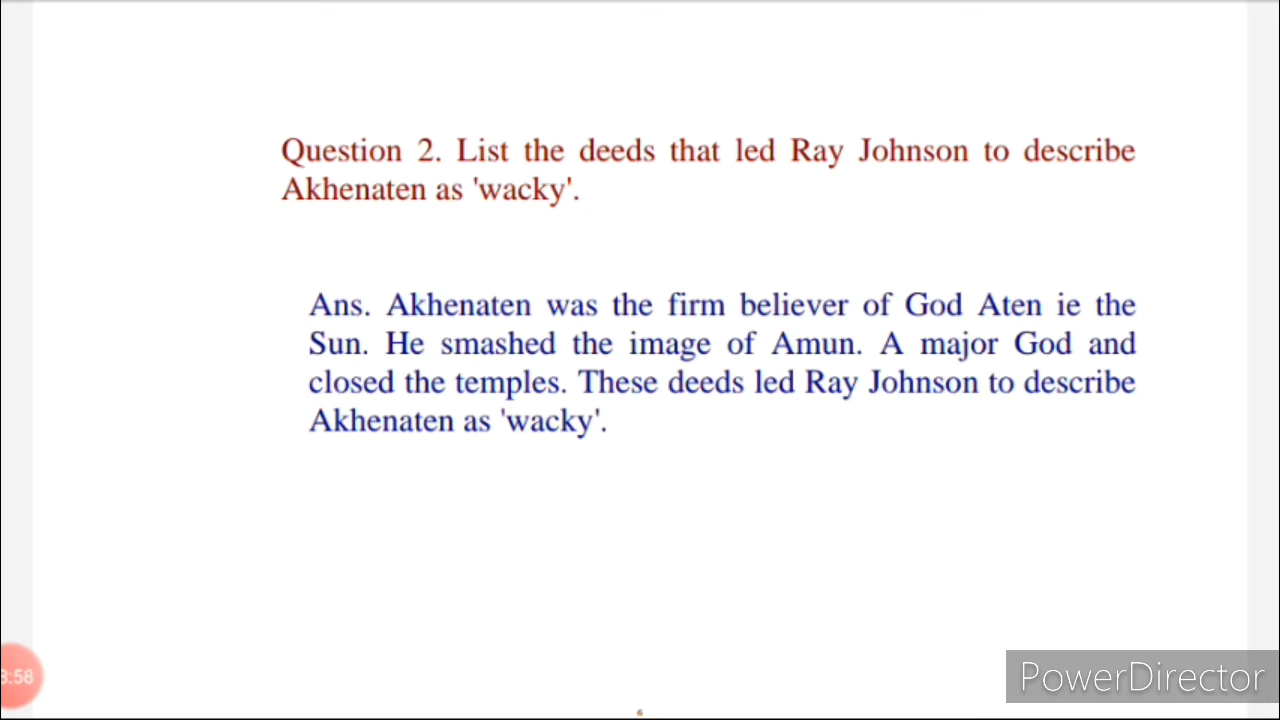 Question 2. List the deeds that led Ray Johnson to describe
Akhenaten as 'wacky'.
Ans. Akhenaten was the firm believer of God Aten ie the
Sun. He smashed the image of Amun. A major God and
closed the temples. These deeds led Ray Johnson to describe
Akhenaten as 'wacky'.
:58
PowerDirector
6